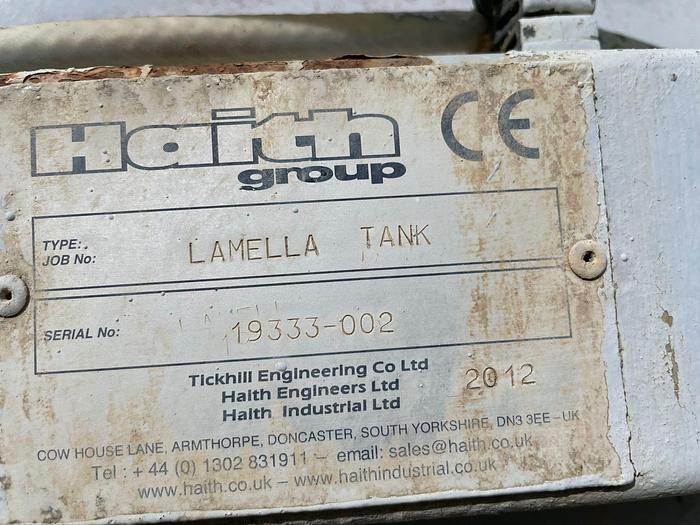 Haith
group
CE
TYPE:.
JOB No:
LAMELLA TANK
SERIAL No:
19333-002
Tickhill Engineering Co Ltd
Haith Engineers Ltd
2012
Haith Industrial Ltd
COW HOUSE LANE, ARMTHORPE, DONCASTER, SOUTH YORKSHIRE, DN3 3EE -UK
Tel : + 44 (0) 1302 831911 – email: sales@haith.co.uk
www.haith.co.uk – www.haithindustrial.co.uk